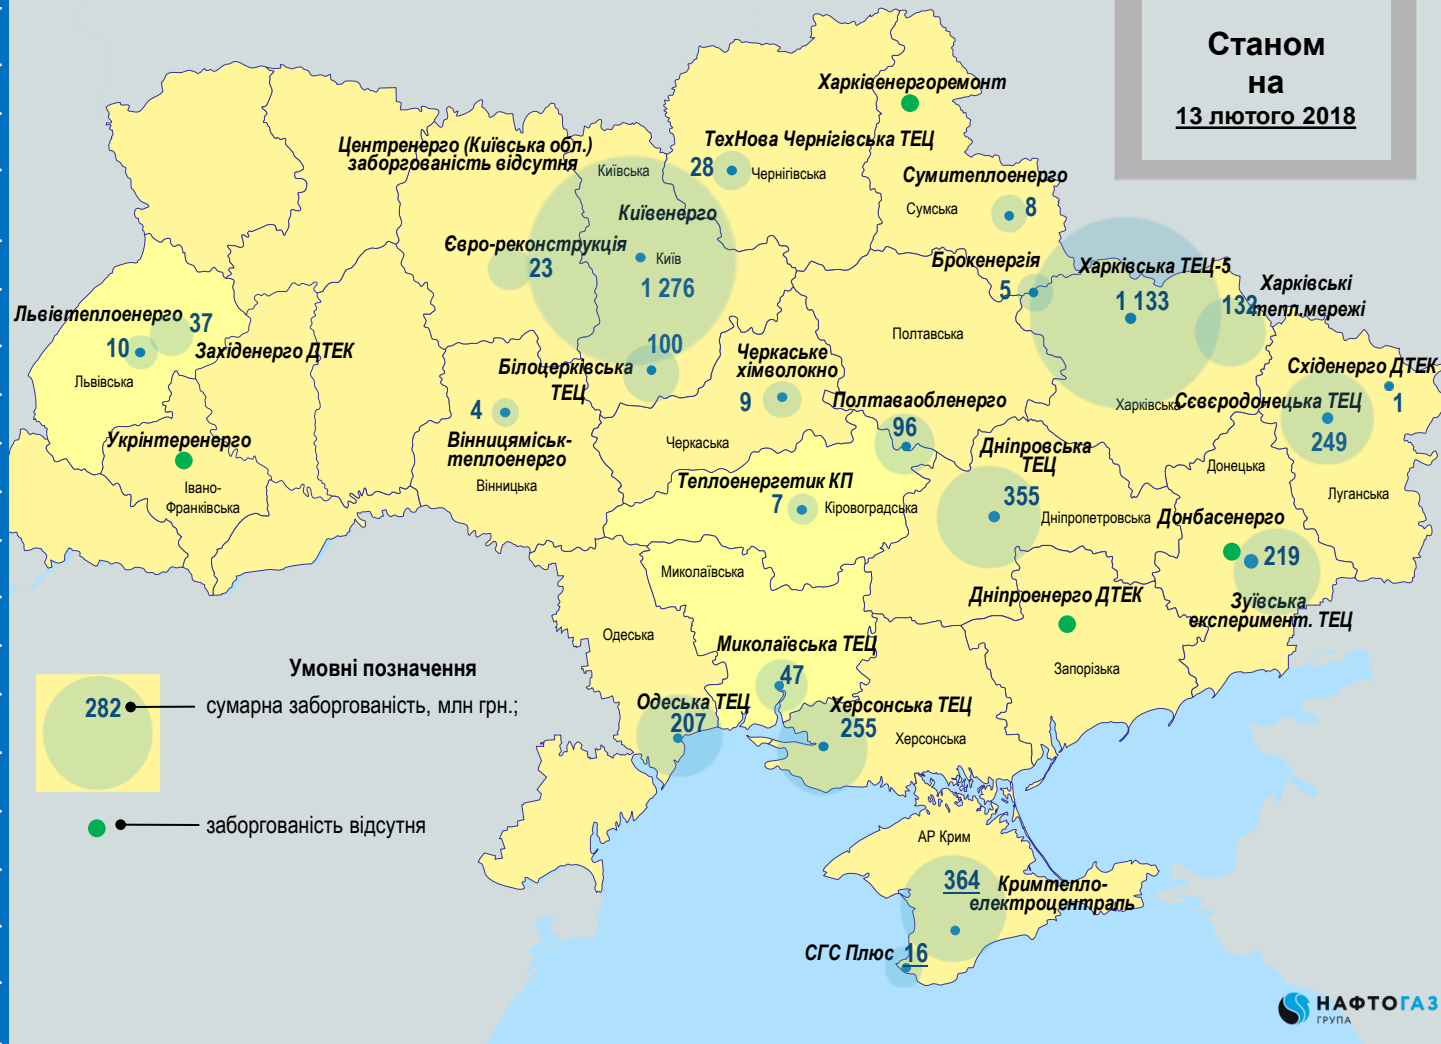 Станом
на
13 лютого 2018
Харківенергоремонт
Центренерго (Київська обл.)
заборгованість відсутня
ТехНова Чернігівська ТЕЦ
28
Чернігівська
Київська
Сумитеплоенерго
Сумська
8
Київенерго
Київ
1 276
Євро-реконструкція
23
Брокенергія
5
Харківська ТЕЦ-5
1 133
Харківські
тепл.мережі
132
Харківська
Полтавська
Львівтеплоенерго
37
10
Західенерго ДТЕК
Львівська
100
Білоцерківська
ТЕЦ
Черкаське
хімволокно
9
Черкаська
Східенерго ДТЕК
1
Сєвєродонецька ТЕЦ
249
Луганська
4
Вінницяміськ-
теплоенерго
Вінницька
Полтаваобленерго
96
Укрінтеренерго
Івано-
Франківська
Теплоенергетик КП
7
Кіровоградська
Дніпровська
ТЕЦ
355
Дніпропетровська
Донецька
Донбасенерго
219
Зуївська
експеримент. ТЕЦ
Миколаївська
Дніпроенерго ДТЕК
Запорізька
Одеська
Миколаївська ТЕЦ
47
Одеська ТЕЦ
207
Херсонська ТЕЦ
255
Херсонська
Умовні позначення
282
сумарна заборгованість, млн грн.;
заборгованість відсутня
АР Крим
364
Кримтепло-
електроцентраль
СГС Плюс
16
НАФТОГАЗ
ГРУПА